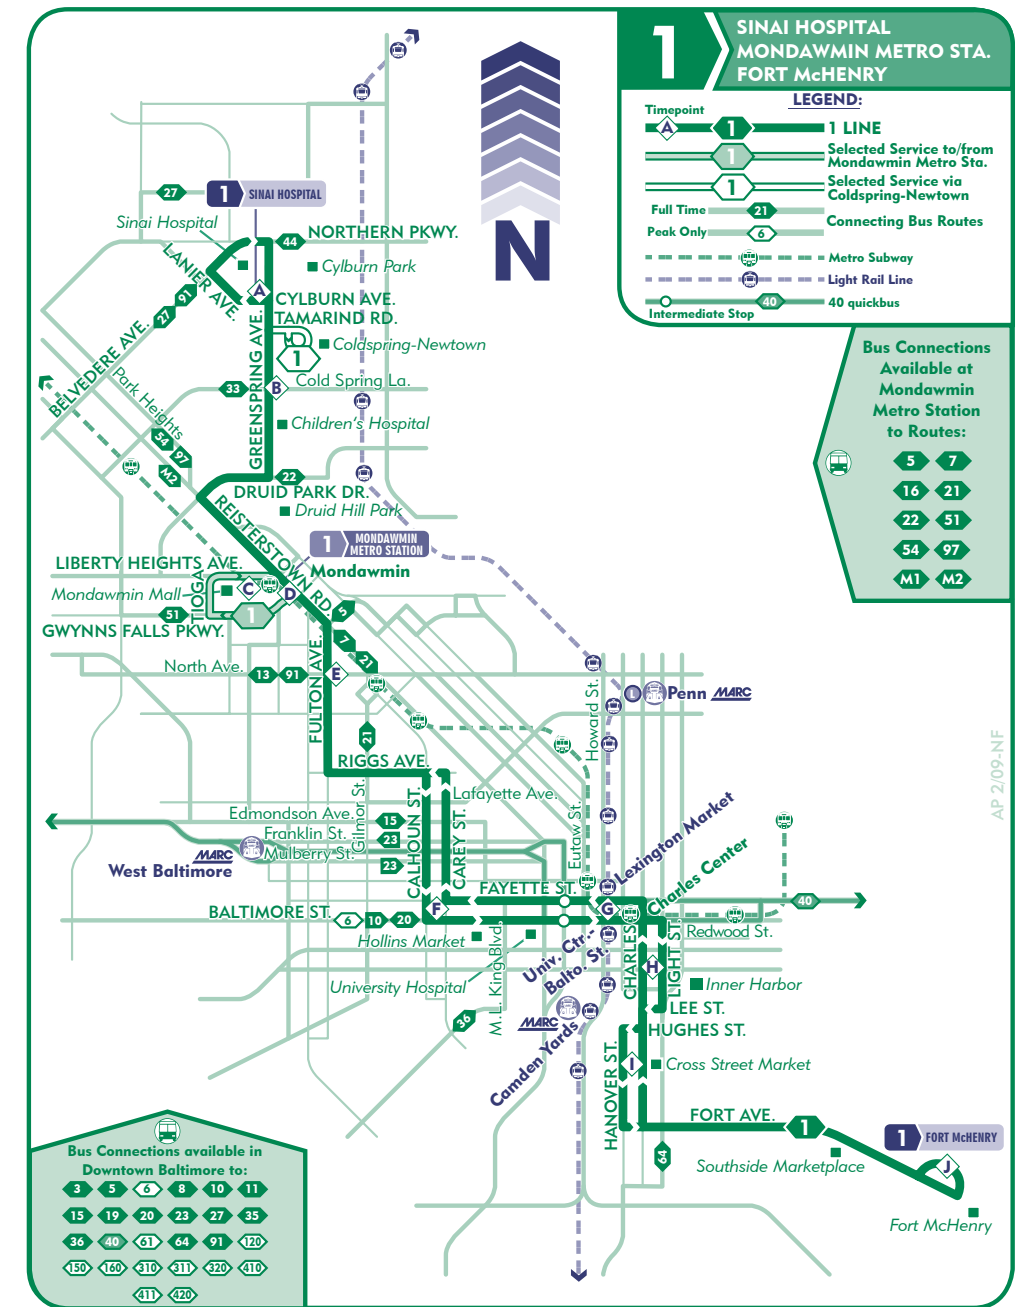 1
SINAI HOSPITAL
MONDAWMIN METRO STA.
FORT McHENRY
LEGEND:
Timepoint
A
1
1 LINE
1
Selected Service to/from
Mondawmin Metro Sta.
1
Selected Service via
Coldspring-Newtown
Full Time
21
Peak Only
6
Connecting Bus Routes
Metro Subway
Light Rail Line
40
40 quickbus
Intermediate Stop
N
Bus Connections
Available at
Mondawmin
Metro Station
to Routes:
5 7
16 21
22 51
54 97
M1 M2
27
1 SINAI HOSPITAL
Sinai Hospital
44
NORTHERN PKWY.
LANIER AVE.
Cylburn Park
A
91
27
CYLBURN AVE.
TAMARIND RD.
BELVEDERE AVE.
GREENSPRING AVE.
Coldspring-Newtown
1
Park Heights
33
B
Cold Spring La.
Children's Hospital
54
97
M2
22
DRUID PARK DR.
Druid Hill Park
REISTERSTOWN RD.
1 MONDAWMIN
METRO STATION
LIBERTY HEIGHTS AVE.
Mondawmin
Mondawmin Mall
TIOGA
C
D
51
1
5
GWYNNS FALLS PKWY.
7
21
North Ave.
13
91
E
FULTON AVE.
Howard St.
L
Penn
MARC
21
RIGGS AVE.
Gilmor St.
Lafayette Ave.
Edmondson Ave.
15
Franklin St.
23
Mulberry St.
23
MARC
West Baltimore
CALHOUN ST.
CAREY ST.
Eutaw St.
Lexington Market
Charles Center
FAYETTE ST.
40
BALTIMORE ST.
6
10
20
F
G
Hollins Market
Redwood St.
M.L. King Blvd.
Univ. Ctr.-
Balto. St.
CHARLES
LIGHT ST.
H
University Hospital
Inner Harbor
36
LEE ST.
MARC
Camden Yards
HUGHES ST.
HANOVER ST.
I
Cross Street Market
FORT AVE.
1
1 FORT McHENRY
64
Southside Marketplace
J
Fort McHenry
AP 2/09-NF
Bus Connections available in
Downtown Baltimore to:
3 5 6 8 10 11
15 19 20 23 27 35
36 40 61 64 91 120
150 160 310 311 320 410
411 420